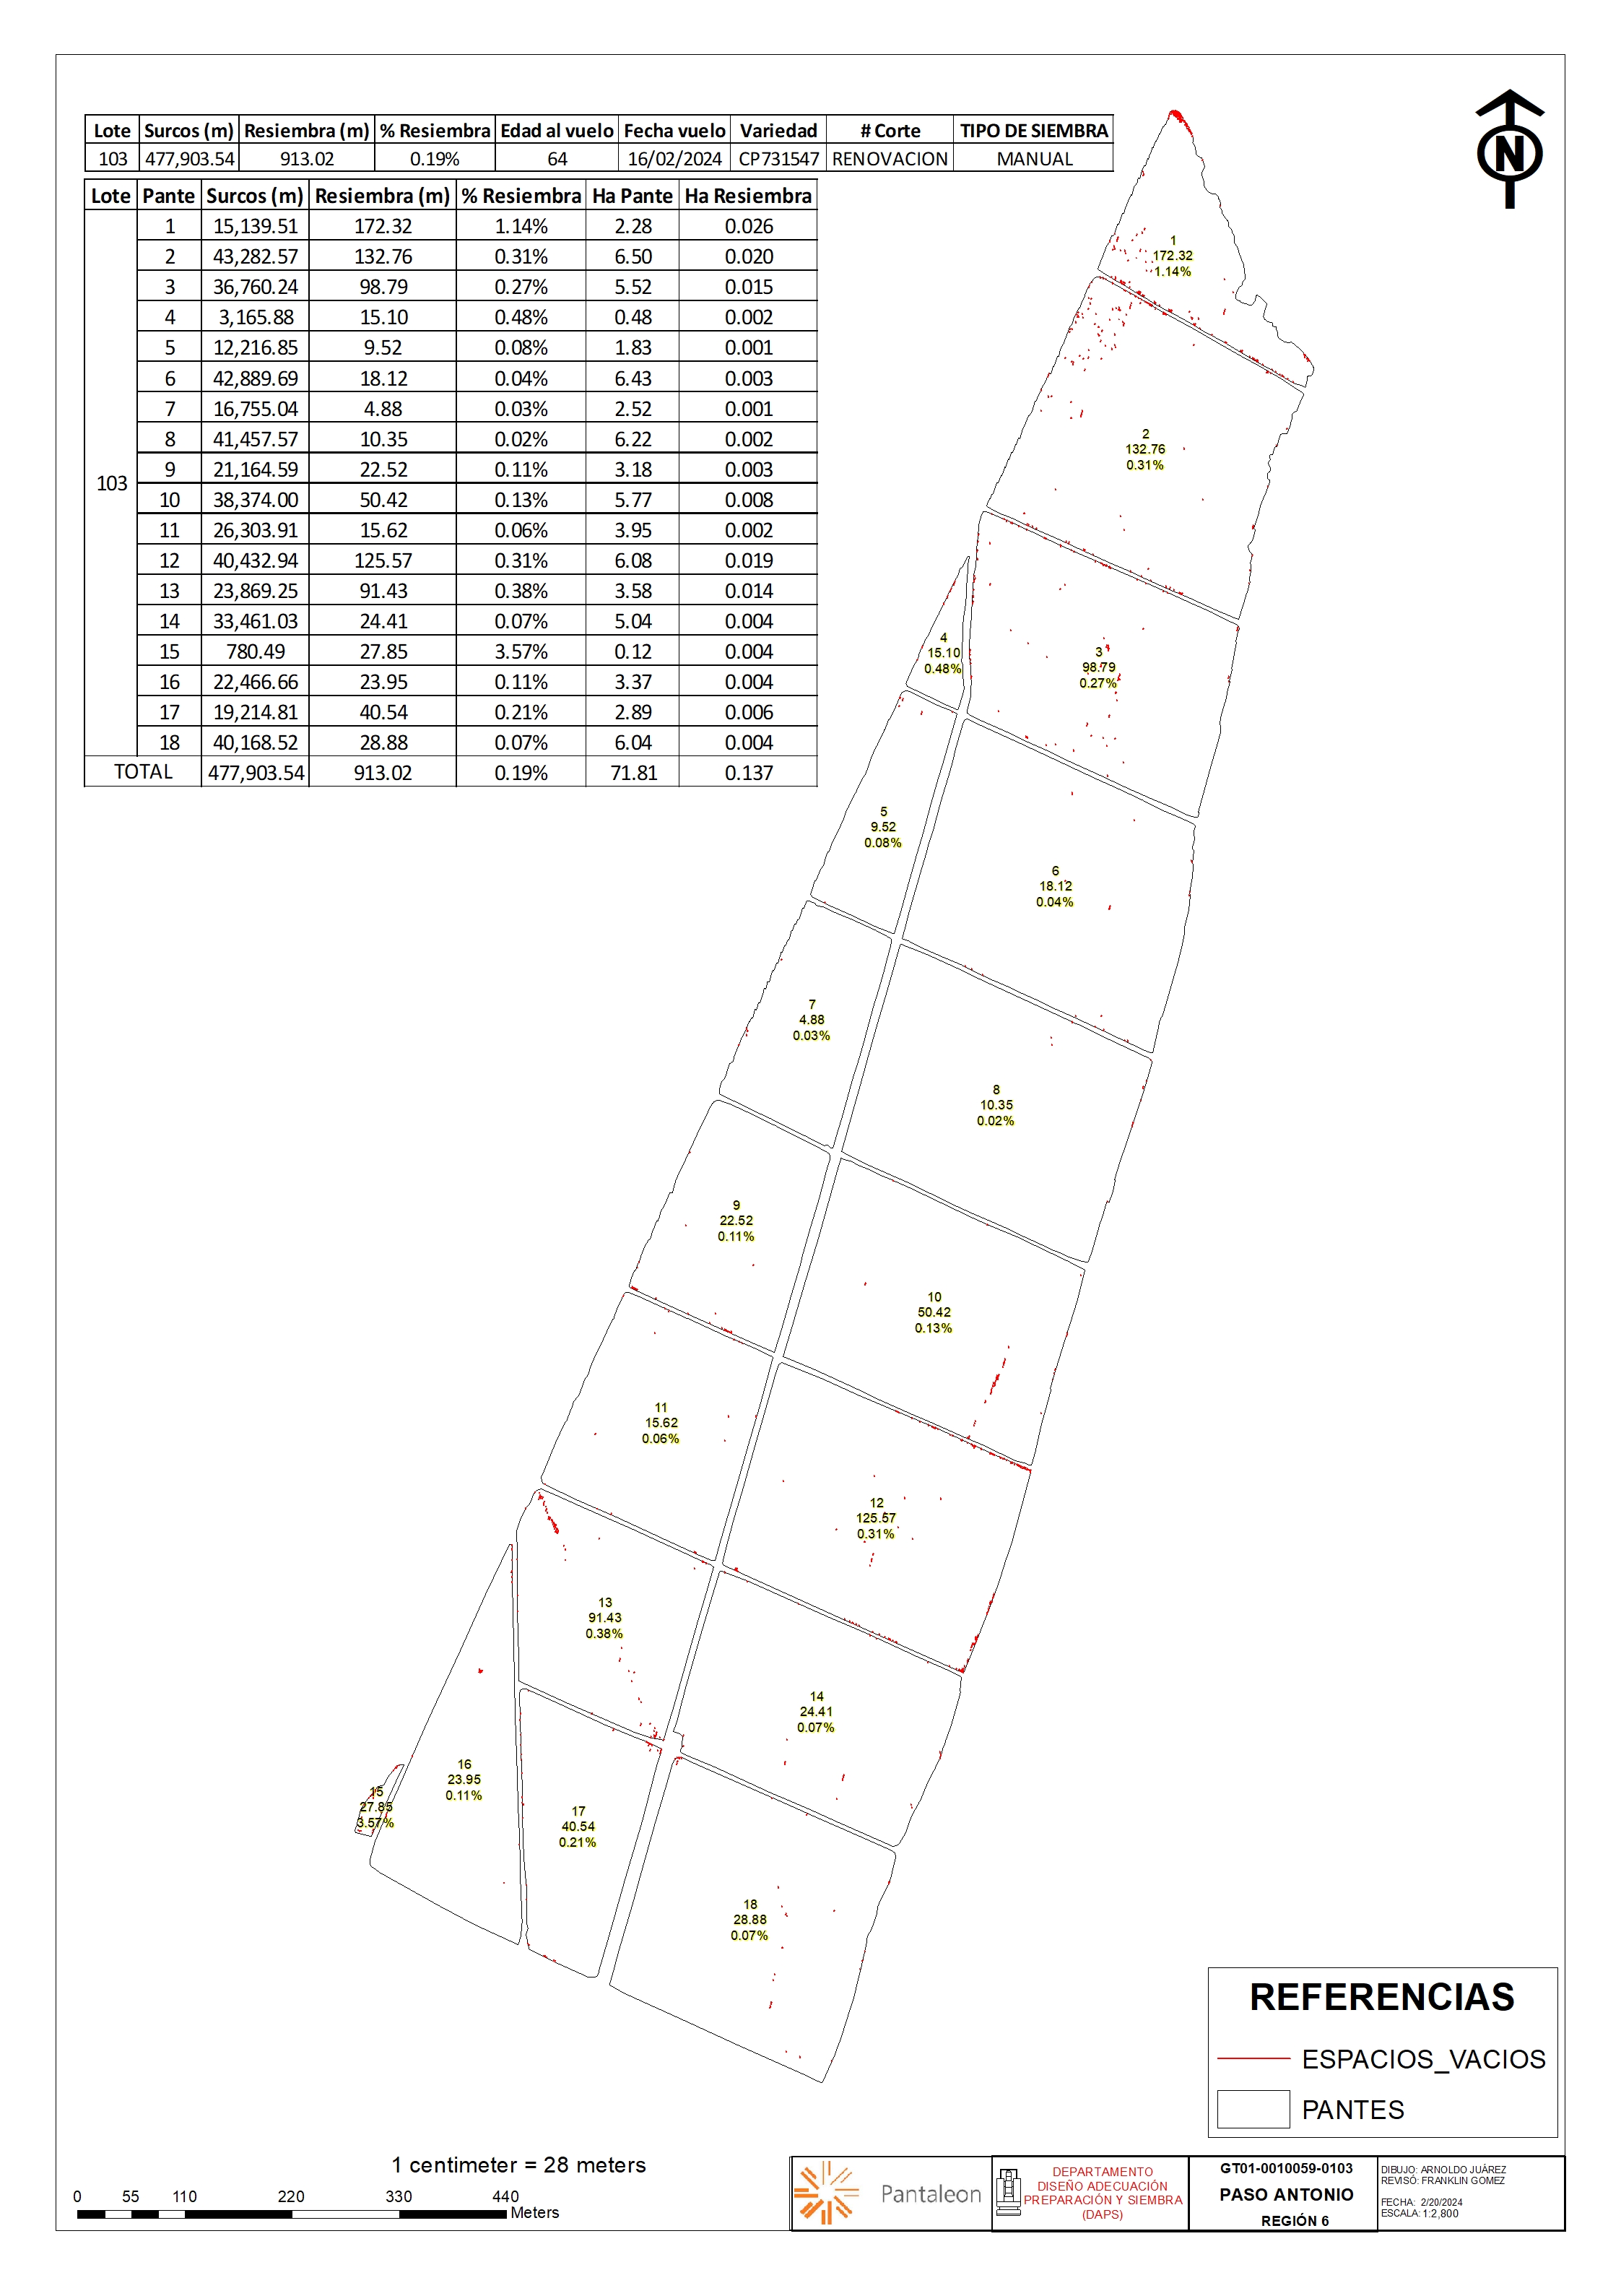 Lote Surcos (m) Resiembra (m) % Resiembra Edad al vuelo Fecha vuelo Variedad # Corte TIPO DE SIEMBRA
103 477,903.54 913.02 0.19% 64 16/02/2024 CP731547 RENOVACION MANUAL
Lote Pante Surcos (m) Resiembra (m) % Resiembra Ha Pante Ha Resiembra
103
1 15,139.51 172.32 1.14% 2.28 0.026
2 43,282.57 132.76 0.31% 6.50 0.020
3 36,760.24 98.79 0.27% 5.52 0.015
4 3,165.88 15.10 0.48% 0.48 0.002
5 12,216.85 9.52 0.08% 1.83 0.001
6 42,889.69 18.12 0.04% 6.43 0.003
7 16,755.04 4.88 0.03% 2.52 0.001
8 41,457.57 10.35 0.02% 6.22 0.002
9 21,164.59 22.52 0.11% 3.18 0.003
10 38,374.00 50.42 0.13% 5.77 0.008
11 26,303.91 15.62 0.06% 3.95 0.002
12 40,432.94 125.57 0.31% 6.08 0.019
13 23,869.25 91.43 0.38% 3.58 0.014
14 33,461.03 24.41 0.07% 5.04 0.004
15 780.49 27.85 3.57% 0.12 0.004
16 22,466.66 23.95 0.11% 3.37 0.004
17 19,214.81 40.54 0.21% 2.89 0.006
18 40,168.52 28.88 0.07% 6.04 0.004
TOTAL 477,903.54 913.02 0.19% 71.81 0.137
N
1
172.32
1.14%
2
132.76
0.31%
3
98.79
0.27%
4
15.10
0.48%
5
9.52
0.08%
6
18.12
0.04%
7
4.88
0.03%
8
10.35
0.02%
9
22.52
0.11%
10
50.42
0.13%
11
15.62
0.06%
12
125.57
0.31%
13
91.43
0.38%
14
24.41
0.07%
15
27.85
3.57%
16
23.95
0.11%
17
40.54
0.21%
18
28.88
0.07%
REFERENCIAS
ESPACIOS_VACIOS
PANTES
1 centimeter = 28 meters
0 55 110 220 330 440
Meters
Pantaleon
DEPARTAMENTO
DISEÑO ADECUACIÓN
PREPARACIÓN Y SIEMBRA
(DAPS)
GT01-0010059-0103
PASO ANTONIO
REGIÓN 6
DIBUJO: ARNOLDO JUÁREZ
REVISÓ: FRANKLIN GOMEZ
FECHA: 2/20/2024
ESCALA: 1:2,800